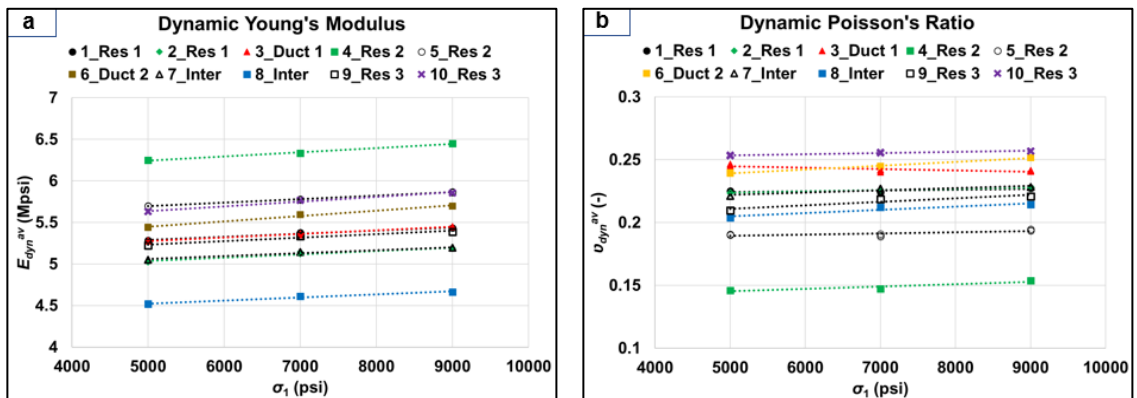 a
Dynamic Young's Modulus
1_Res 1 2_Res 1 3_Duct 1 4_Res 2 5_Res 2
6_Duct 2 7_Inter 8_Inter 9_Res 3 10_Res 3
7
6.5
6
5.5
5
4.5
4
E_dyn^av (Mpsi)
4000 5000 6000 7000 8000 9000 10000
σ₁ (psi)
b
Dynamic Poisson's Ratio
1_Res 1 2_Res 1 3_Duct 1 4_Res 2 5_Res 2
6_Duct 2 7_Inter 8_Inter 9_Res 3 10_Res 3
0.3
0.25
0.2
0.15
0.1
υ_dyn^av (-)
4000 5000 6000 7000 8000 9000 10000
σ₁ (psi)